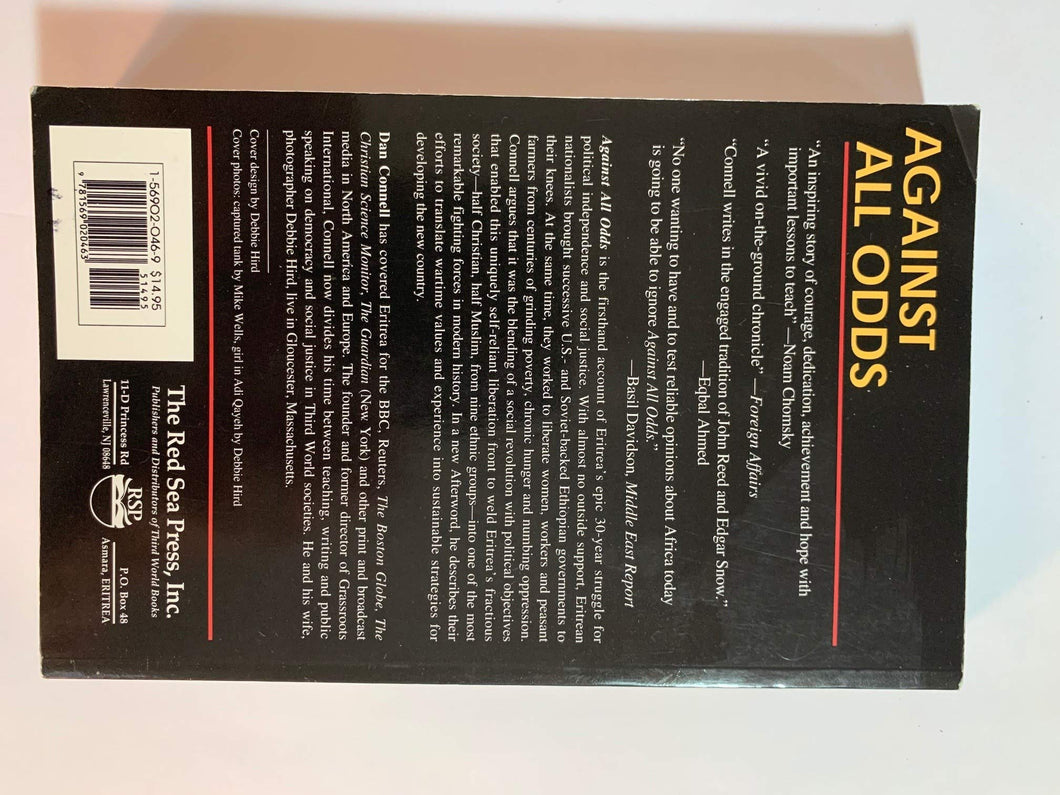 AGAINST
ALL ODDS
“An inspiring story of courage, dedication, achievement and hope with
important lessons to teach” —Noam Chomsky
“A vivid on-the-ground chronicle” —Foreign Affairs
“Connell writes in the engaged tradition of John Reed and Edgar Snow.”
—Eqbal Ahmed
“No one wanting to have and to test reliable opinions about Africa today
is going to be able to ignore Against All Odds.”
—Basil Davidson, Middle East Report
Against All Odds is the firsthand account of Eritrea’s epic 30-year struggle for
political independence and social justice. With almost no outside support, Eritrean
nationalists brought successive U.S.- and Soviet-backed Ethiopian governments to
their knees. At the same time, they worked to liberate women, workers and peasant
farmers from centuries of grinding poverty, chronic hunger and numbing oppression.
Connell argues that it was the blending of a social revolution with political objectives
that enabled this uniquely self-reliant liberation front to weld Eritrea’s fractious
society—half Christian, half Muslim, from nine ethnic groups—into one of the most
remarkable fighting forces in modern history. In a new Afterword, he describes their
efforts to translate wartime values and experience into sustainable strategies for
developing the new country.
Dan Connell has covered Eritrea for the BBC, Reuters, The Boston Globe, The
Christian Science Monitor, The Guardian (New York) and other print and broadcast
media in North America and Europe. The founder and former director of Grassroots
International, Connell now divides his time between teaching, writing and public
speaking on democracy and social justice in Third World societies. He and his wife,
photographer Debbie Hird, live in Gloucester, Massachusetts.
Cover design by Debbie Hird
Cover photos: captured tank by Mike Wells, girl in Adi Qayeh by Debbie Hird
1-56902-046-9 $14.95
51495
9 781569 020463
The Red Sea Press, Inc.
Publishers and Distributors of Third World Books
11-D Princess Rd
Lawrenceville, NJ 08648
RSP
P.O. Box 48
Asmara, ERITREA